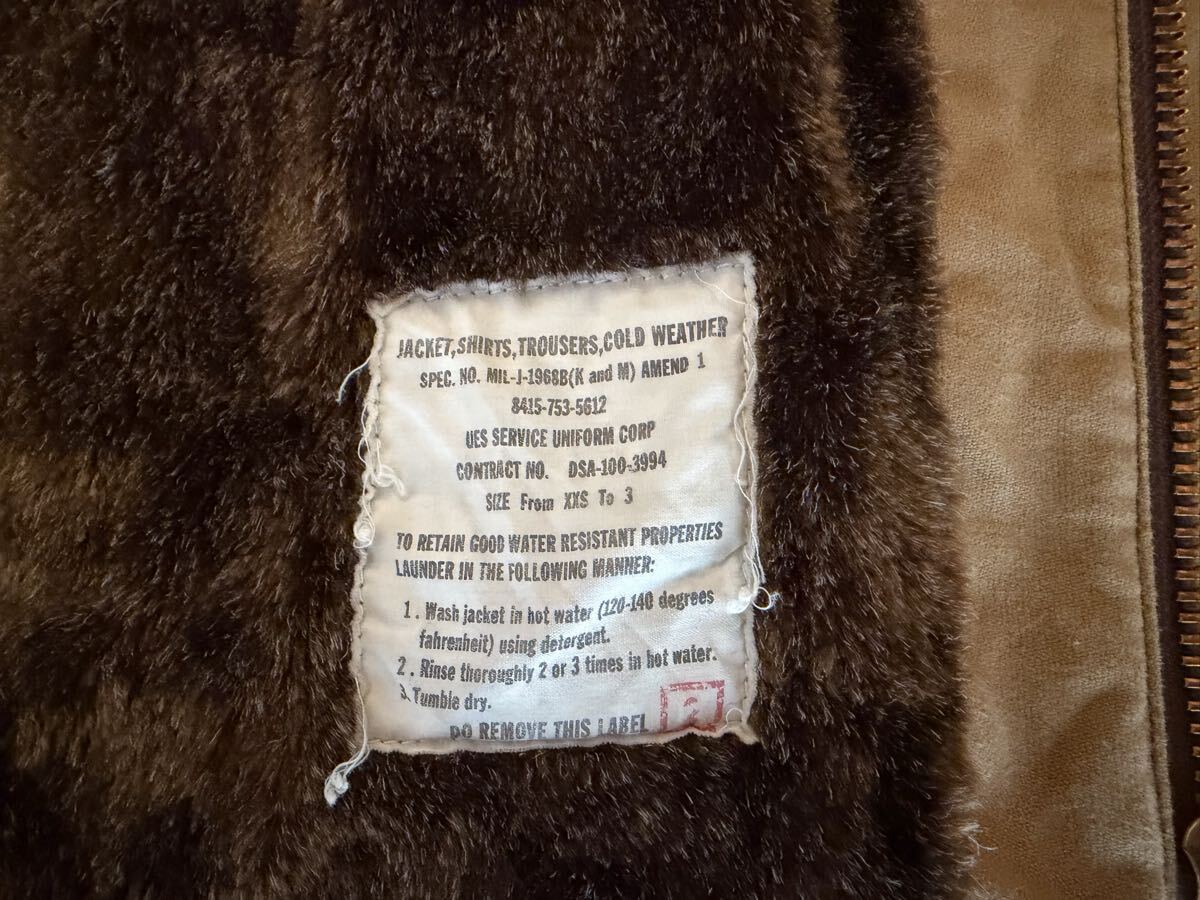 JACKET,SHIRTS,TROUSERS,COLD WEATHER
SPEC. NO. MIL-J-1968B(K and M) AMEND 1
8415-753-5612
UES SERVICE UNIFORM CORP
CONTRACT NO. DSA-100-3994
SIZE From XXS To 3
TO RETAIN GOOD WATER RESISTANT PROPERTIES
LAUNDER IN THE FOLLOWING MANNER:
1. Wash jacket in hot water (120-140 degrees
fahrenheit) using detergent.
2. Rinse thoroughly 2 or 3 times in hot water.
3. Tumble dry.
DO REMOVE THIS LABEL